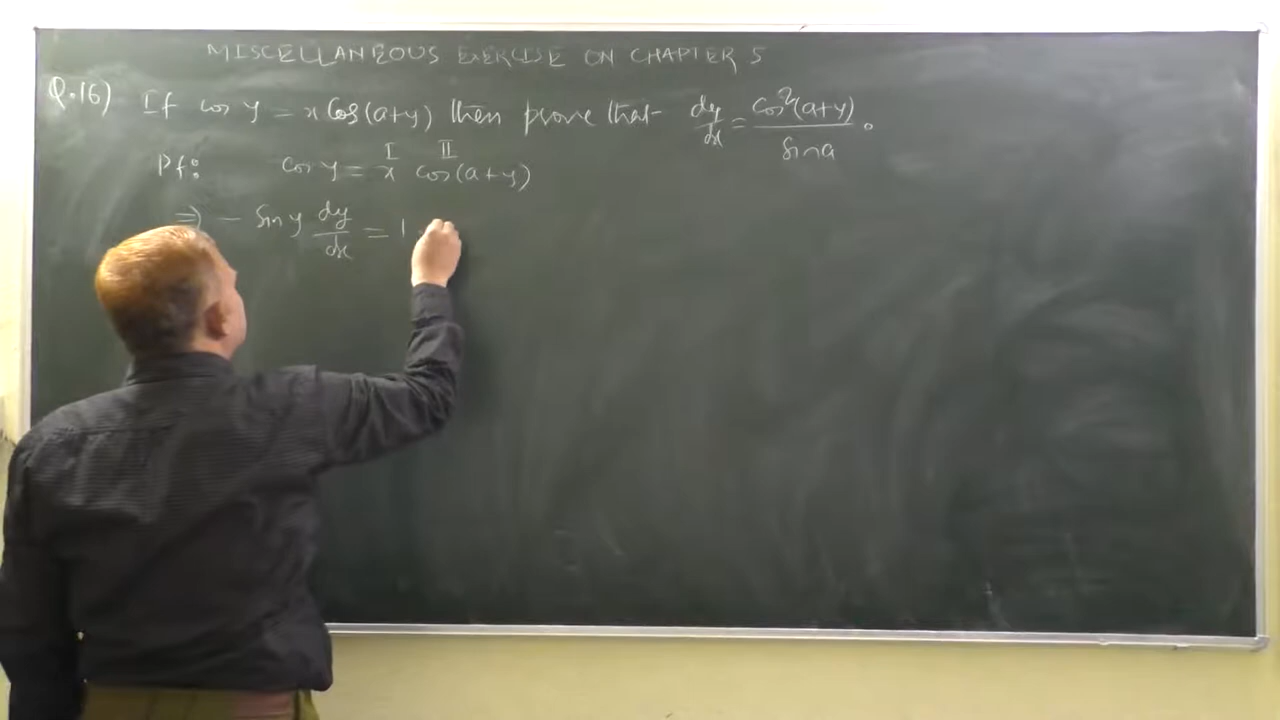 MISCELLANEOUS EXERCISE ON CHAPTER 5
Q.16) If cos y = x Cos(a+y) then prove that dy/dx = Cos²(a+y)/Sin a.
Pf: Cos y = x cos(a+y)
I II
⇒ - Sin y dy/dx = 1